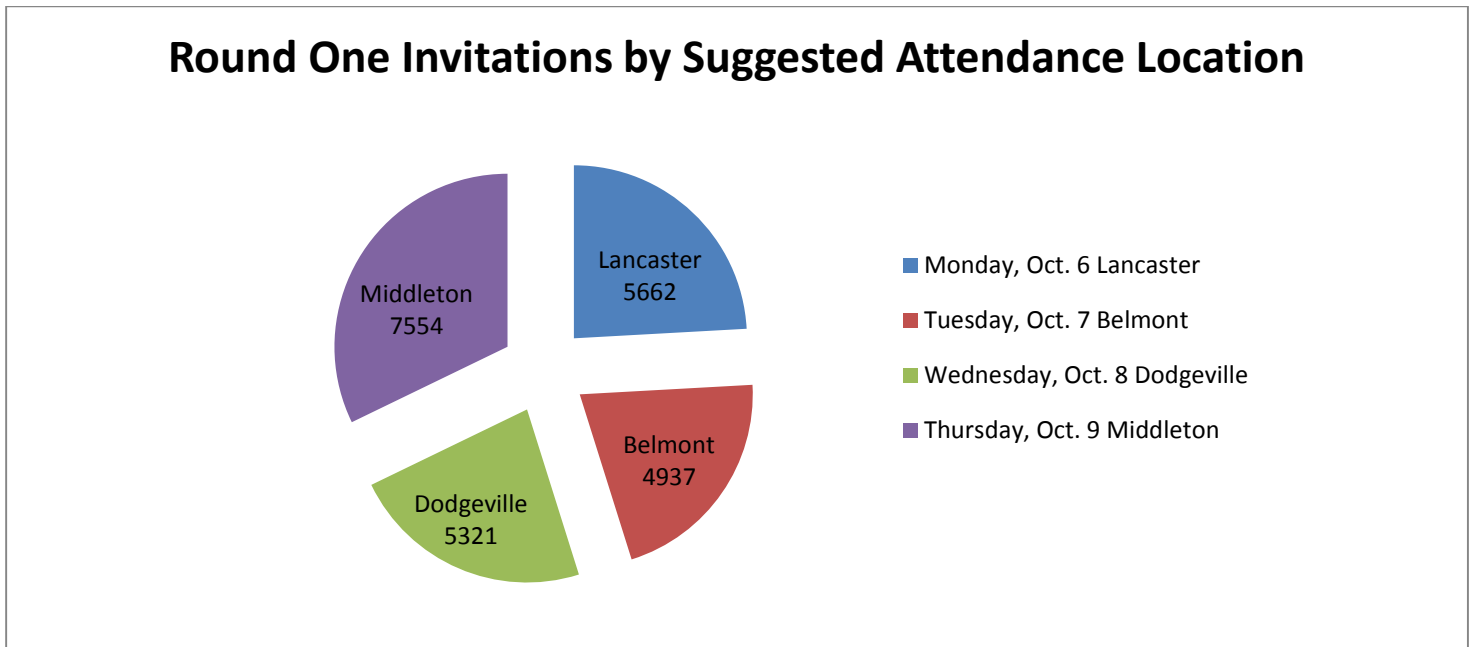 Round One Invitations by Suggested Attendance Location
Lancaster
5662
Middleton
7554
Belmont
4937
Dodgeville
5321
Monday, Oct. 6 Lancaster
Tuesday, Oct. 7 Belmont
Wednesday, Oct. 8 Dodgeville
Thursday, Oct. 9 Middleton